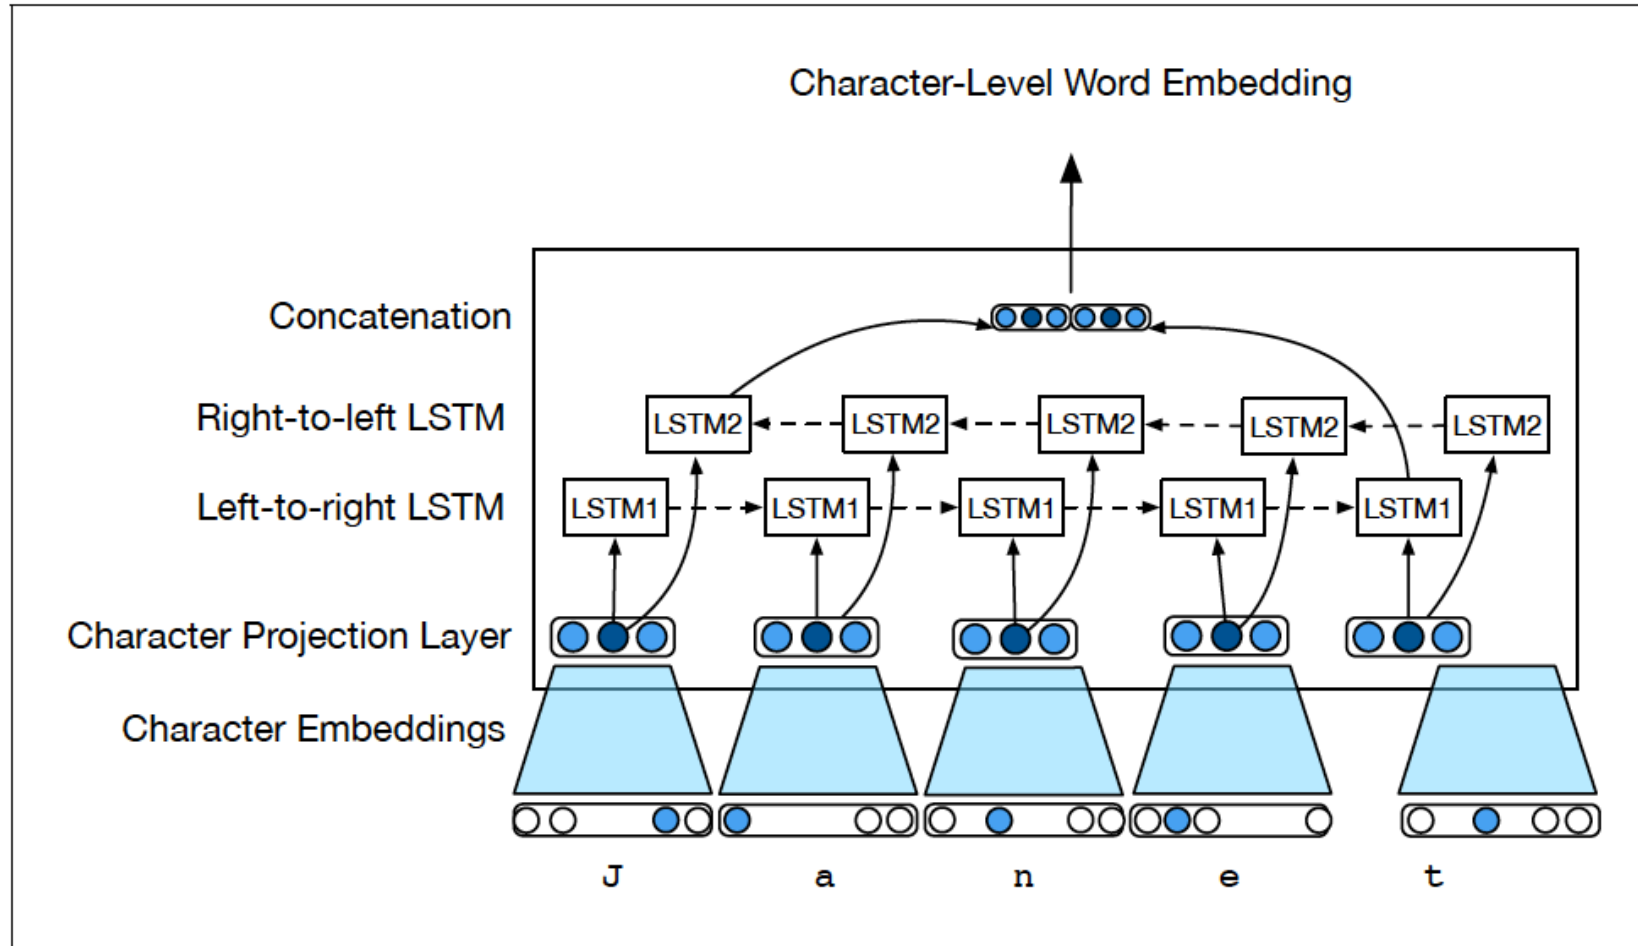 Character-Level Word Embedding
Concatenation
Right-to-left LSTM
LSTM2 LSTM2 LSTM2 LSTM2 LSTM2
Left-to-right LSTM
LSTM1 LSTM1 LSTM1 LSTM1 LSTM1
Character Projection Layer
Character Embeddings
J a n e t